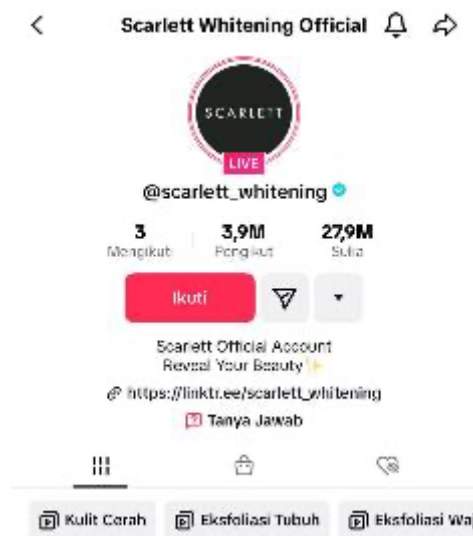 Scarlett Whitening Official
SCARLETT
LIVE
@scarlett_whitening
3 3,9M 27,9M
Mengikuti Pengikut Suka
Ikuti
Scarlett Official Account
Reveal Your Beauty✨
https://linktr.ee/scarlett_whitening
Tanya Jawab
Kulit Cerah Eksfoliasi Tubuh Eksfoliasi Waj